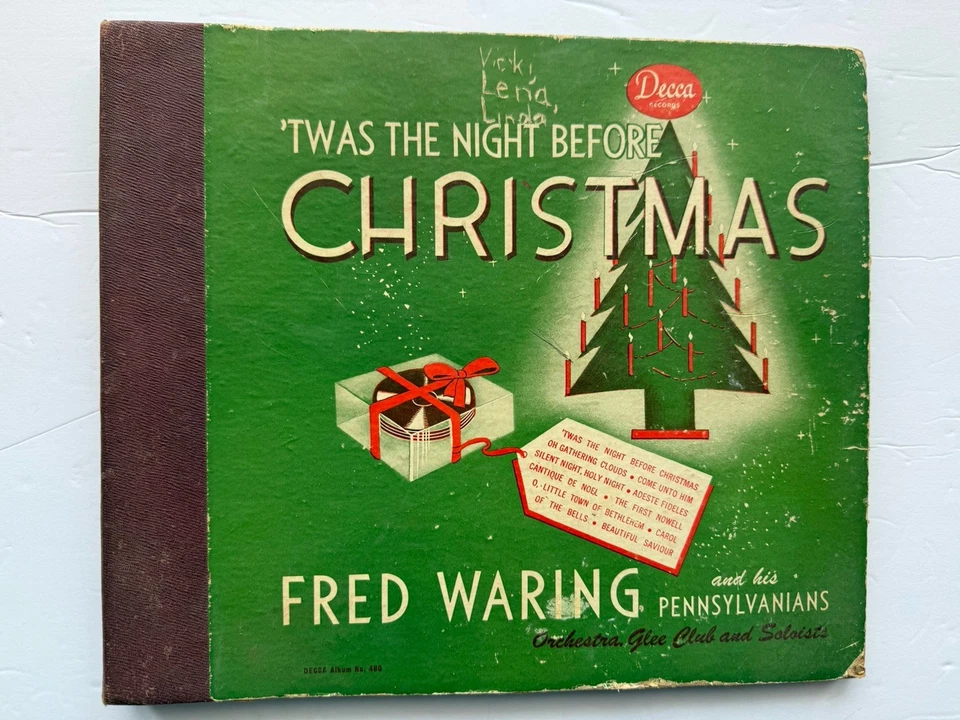 Vicki,
Lena,
Linda
Decca
RECORDS
'TWAS THE NIGHT BEFORE
CHRISTMAS
'TWAS THE NIGHT BEFORE CHRISTMAS
OH GATHERING CLOUDS • COME UNTO HIM
SILENT NIGHT, HOLY NIGHT • ADESTE FIDELES
CANTIQUE DE NOEL • THE FIRST NOWELL
O, LITTLE TOWN OF BETHLEHEM • CAROL
OF THE BELLS • BEAUTIFUL SAVIOUR
FRED WARING and his
PENNSYLVANIANS
Orchestra, Glee Club and Soloists
DECCA Album No. 480